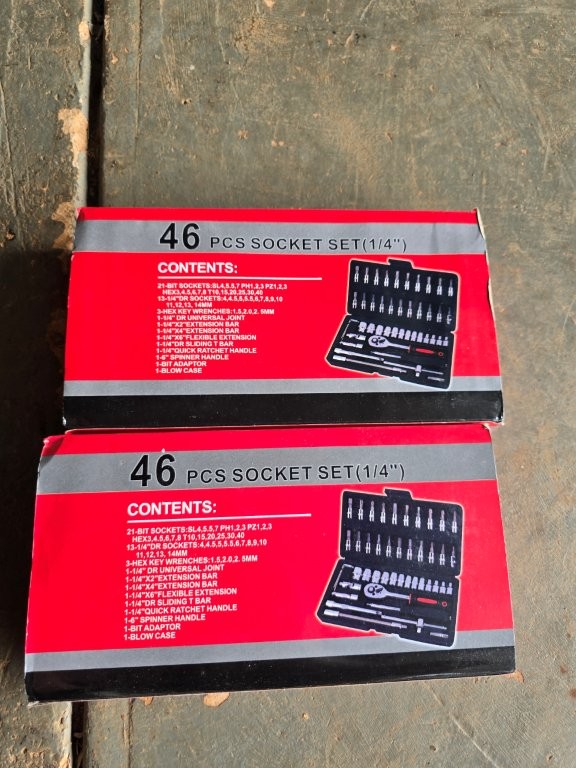 46 PCS SOCKET SET(1/4")
CONTENTS:
21-BIT SOCKETS:SL4,5.5,7 PH1,2,3 PZ1,2,3
HEX3,4,5,6,7,8 T10,15,20,25,30,40
13-1/4"DR SOCKETS:4,4.5,5,5.5,6,7,8,9,10
11,12,13, 14MM
3-HEX KEY WRENCHES:1.5,2.0,2. 5MM
1-1/4" DR UNIVERSAL JOINT
1-1/4"X2"EXTENSION BAR
1-1/4"X4"EXTENSION BAR
1-1/4"X6"FLEXIBLE EXTENSION
1-1/4"DR SLIDING T BAR
1-1/4"QUICK RATCHET HANDLE
1-6" SPINNER HANDLE
1-BIT ADAPTOR
1-BLOW CASE
46 PCS SOCKET SET(1/4")
CONTENTS:
21-BIT SOCKETS:SL4,5.5,7 PH1,2,3 PZ1,2,3
HEX3,4,5,6,7,8 T10,15,20,25,30,40
13-1/4"DR SOCKETS:4,4.5,5,5.5,6,7,8,9,10
11,12,13, 14MM
3-HEX KEY WRENCHES:1.5,2.0,2. 5MM
1-1/4" DR UNIVERSAL JOINT
1-1/4"X2"EXTENSION BAR
1-1/4"X4"EXTENSION BAR
1-1/4"X6"FLEXIBLE EXTENSION
1-1/4"DR SLIDING T BAR
1-1/4"QUICK RATCHET HANDLE
1-6" SPINNER HANDLE
1-BIT ADAPTOR
1-BLOW CASE